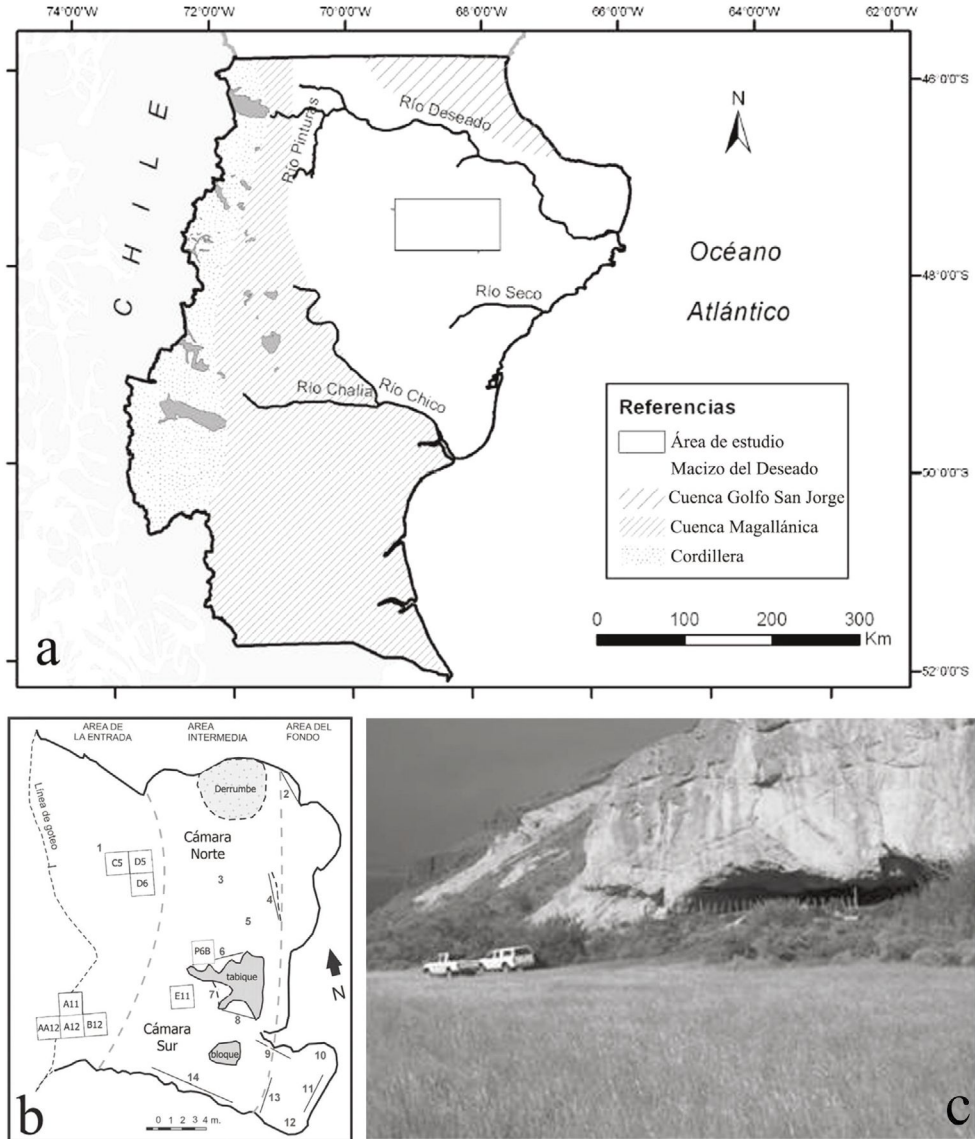 74°0'0"W 72°0'0"W 70°0'0"W 68°0'0"W 66°0'0"W 64°0'0"W 62°0'0"W
46°0'0"S
48°0'0"S
50°0'0"S
52°0'0"S
CHILE
Río Pinturas
Río Deseado
N
Océano
Atlántico
Río Seco
Río Chalia
Río Chico
Referencias
Área de estudio
Macizo del Deseado
Cuenca Golfo San Jorge
Cuenca Magallánica
Cordillera
0 100 200 300
Km
a
AREA DE
LA ENTRADA
AREA
INTERMEDIA
AREA DEL
FONDO
Línea de goteo
Derrumbe
2
Cámara
Norte
1
C5 D5
D6
3
4
5
P6B
6
tabique
7
E11
8
N
A11
AA12 A12 B12
Cámara
Sur
bloque
9
10
11
14
13
12
0 1 2 3 4 m.
b
c